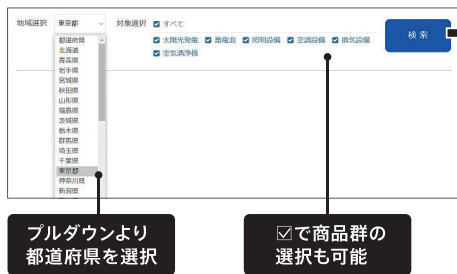 地域選択 東京都 対象選択 ☑ すべて
☑ 太陽光発電 ☑ 蓄電池 ☑ 照明設備 ☑ 空調設備 ☑ 換気設備
☑ 空気清浄機
検索
都道府県
北海道
青森県
岩手県
宮城県
秋田県
山形県
福島県
茨城県
栃木県
群馬県
埼玉県
千葉県
東京都
神奈川県
新潟県
プルダウンより
都道府県を選択
☑で商品群の
選択も可能